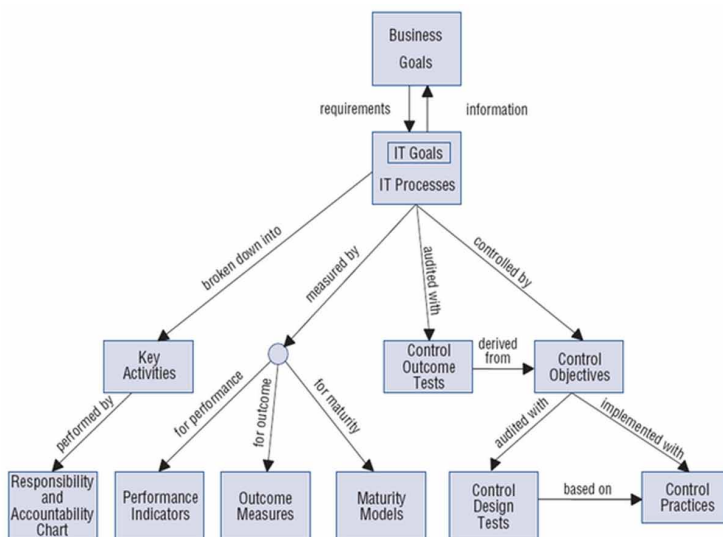 Business
Goals
requirements
information
IT Goals
IT Processes
broken down into
measured by
audited with
controlled by
Key
Activities
Control
Outcome
Tests
derived
from
Control
Objectives
performed by
for performance
for outcome
for maturity
audited with
implemented with
Responsibility
and
Accountability
Chart
Performance
Indicators
Outcome
Measures
Maturity
Models
Control
Design
Tests
based on
Control
Practices